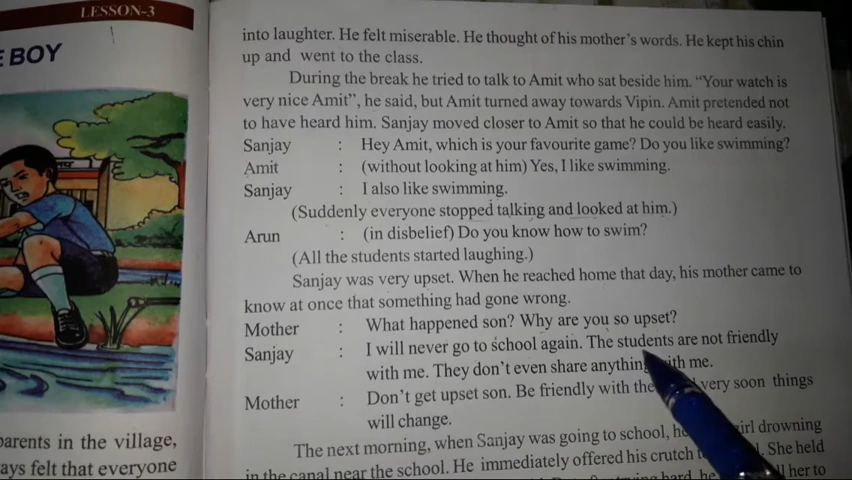 LESSON-3
E BOY
parents in the village,
ays felt that everyone
into laughter. He felt miserable. He thought of his mother's words. He kept his chin
up and went to the class.
During the break he tried to talk to Amit who sat beside him. “Your watch is
very nice Amit”, he said, but Amit turned away towards Vipin. Amit pretended not
to have heard him. Sanjay moved closer to Amit so that he could be heard easily.
Sanjay : Hey Amit, which is your favourite game? Do you like swimming?
Amit : (without looking at him) Yes, I like swimming.
Sanjay : I also like swimming.
(Suddenly everyone stopped talking and looked at him.)
Arun : (in disbelief) Do you know how to swim?
(All the students started laughing.)
Sanjay was very upset. When he reached home that day, his mother came to
know at once that something had gone wrong.
Mother : What happened son? Why are you so upset?
Sanjay : I will never go to school again. The students are not friendly
with me. They don't even share anything with me.
Mother : Don't get upset son. Be friendly with the very soon things
will change.
The next morning, when Sanjay was going to school, he girl drowning
in the canal near the school. He immediately offered his crutch She held
hard, he her to